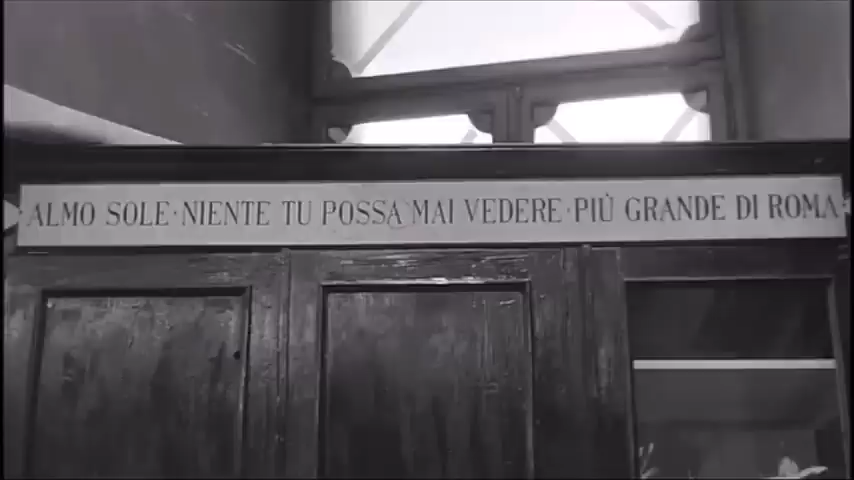 ALMO SOLE·NIENTE TU POSSA MAI VEDERE·PIÙ GRANDE DI ROMA